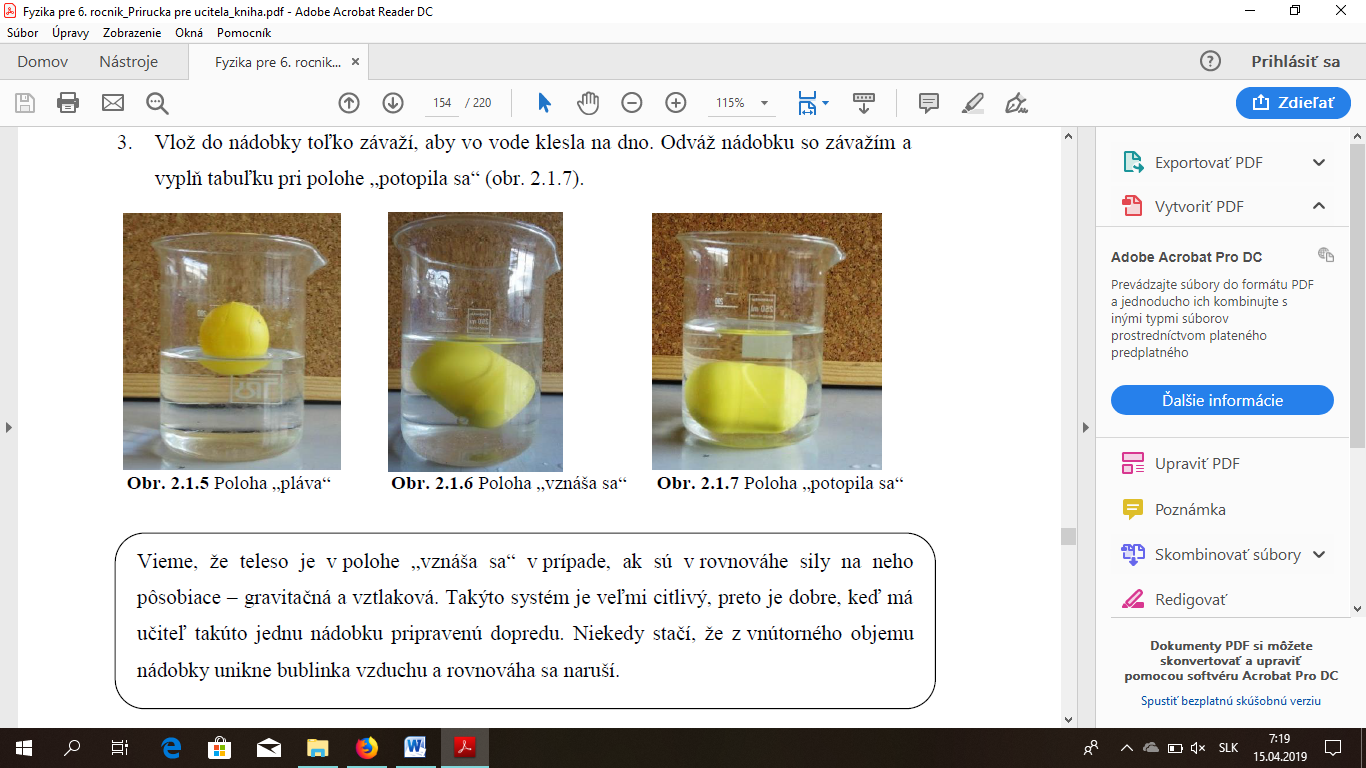 Fyzika pre 6. rocnik_Prirucka pre ucitela_kniha.pdf - Adobe Acrobat Reader DC
Súbor Úpravy Zobrazenie Okná Pomocník
Domov Nástroje Fyzika pre 6. rocnik... × Prihlásiť sa
154 / 220 115% Zdieľať
3. Vlož do nádobky toľko závaží, aby vo vode klesla na dno. Odváž nádobku so závažím a
vyplň tabuľku pri polohe „potopila sa“ (obr. 2.1.7).
Obr. 2.1.5 Poloha „pláva“
Obr. 2.1.6 Poloha „vznáša sa“
Obr. 2.1.7 Poloha „potopila sa“
Vieme, že teleso je v polohe „vznáša sa“ v prípade, ak sú v rovnováhe sily na neho
pôsobiace – gravitačná a vztlaková. Takýto systém je veľmi citlivý, preto je dobre, keď má
učiteľ takúto jednu nádobku pripravenú dopredu. Niekedy stačí, že z vnútorného objemu
nádobky unikne bublinka vzduchu a rovnováha sa naruší.
Exportovať PDF
Vytvoriť PDF
Adobe Acrobat Pro DC
Prevádzajte súbory do formátu PDF
a jednoducho ich kombinujte s
inými typmi súborov
prostredníctvom plateného
predplatného
Ďalšie informácie
Upraviť PDF
Poznámka
Skombinovať súbory
Redigovať
Dokumenty PDF si môžete
skonvertovať a upraviť
pomocou softvéru Acrobat Pro DC
Spustiť bezplatnú skúšobnú verziu
SLK
7:19
15.04.2019